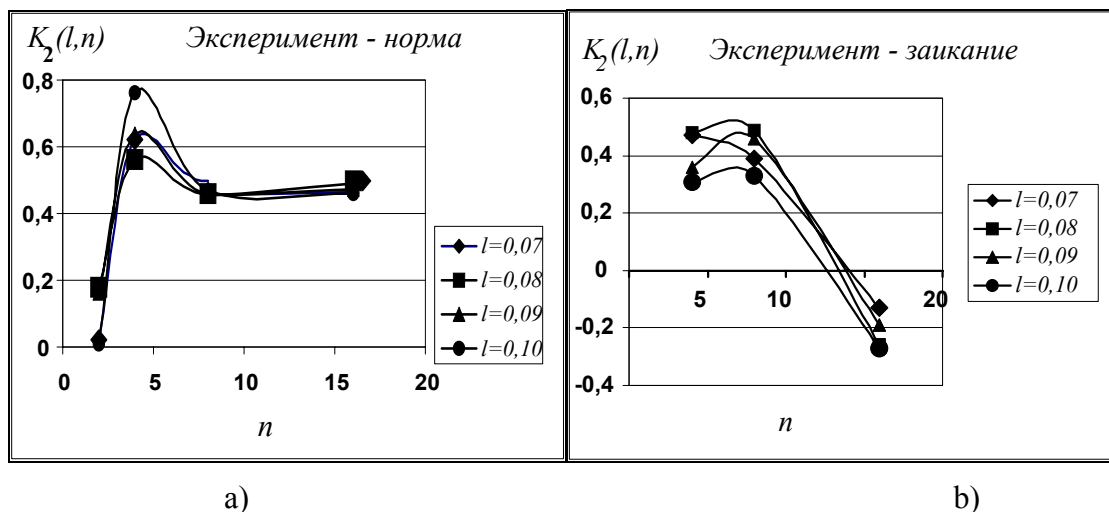 K₂(l,n) Эксперимент - норма
0,8
0,6
0,4
0,2
0
0 5 10 15 20
n
l=0,07
l=0,08
l=0,09
l=0,10
a)
K₂(l,n) Эксперимент - заикание
0,6
0,4
0,2
0
-0,2
-0,4
5 10 20
n
l=0,07
l=0,08
l=0,09
l=0,10
b)